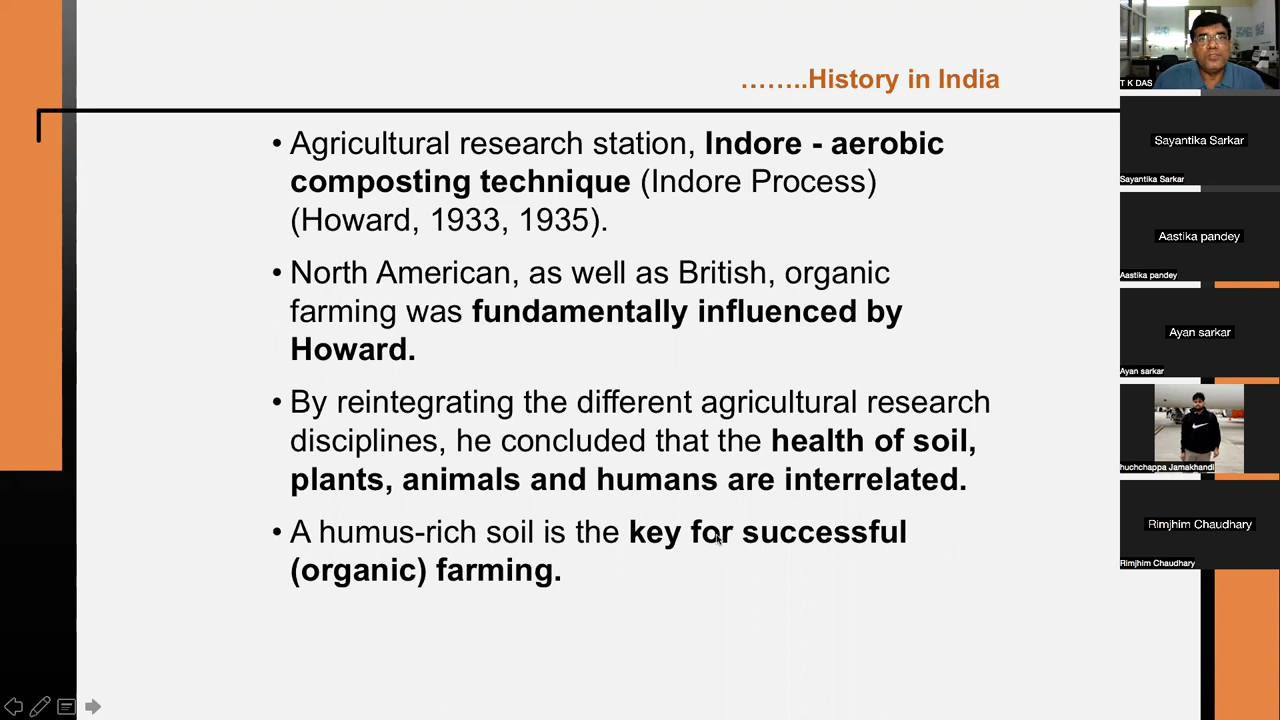 ……..History in India
• Agricultural research station, Indore - aerobic
composting technique (Indore Process)
(Howard, 1933, 1935).
• North American, as well as British, organic
farming was fundamentally influenced by
Howard.
• By reintegrating the different agricultural research
disciplines, he concluded that the health of soil,
plants, animals and humans are interrelated.
• A humus-rich soil is the key for successful
(organic) farming.
T K DAS
Sayantika Sarkar
Sayantika Sarkar
Aastika pandey
Aastika pandey
Ayan sarkar
Ayan sarkar
huchchappa Jamakhandi
Rimjhim Chaudhary
Rimjhim Chaudhary